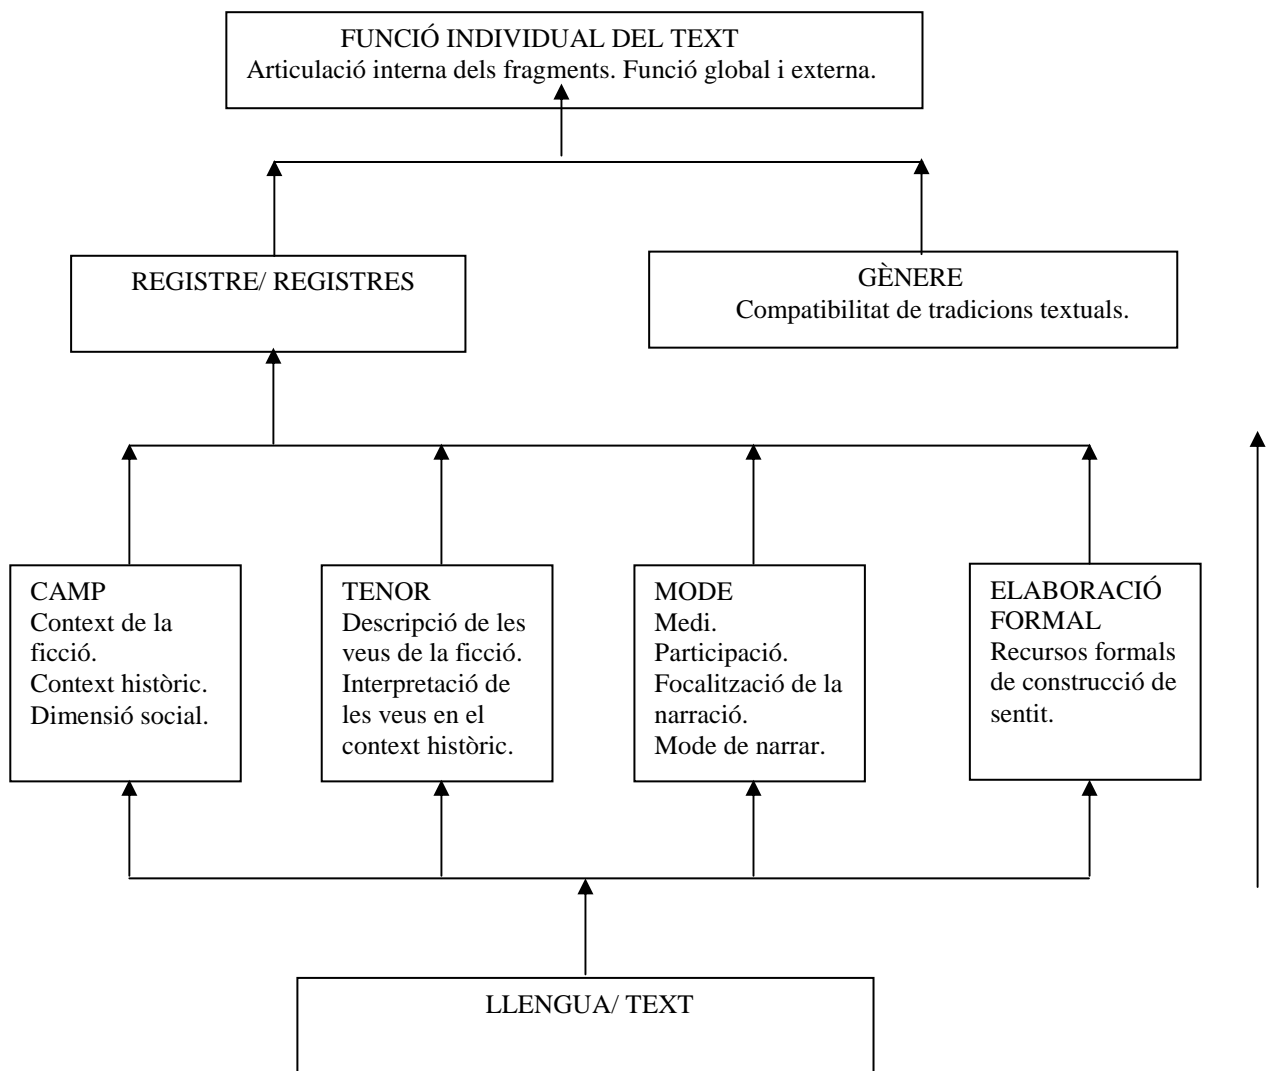 FUNCIÓ INDIVIDUAL DEL TEXT
Articulació interna dels fragments. Funció global i externa.
REGISTRE/ REGISTRES
GÈNERE
Compatibilitat de tradicions textuals.
CAMP
Context de la
ficció.
Context històric.
Dimensió social.
TENOR
Descripció de les
veus de la ficció.
Interpretació de
les veus en el
context històric.
MODE
Medi.
Participació.
Focalització de la
narració.
Mode de narrar.
ELABORACIÓ
FORMAL
Recursos formals
de construcció de
sentit.
LLENGUA/ TEXT